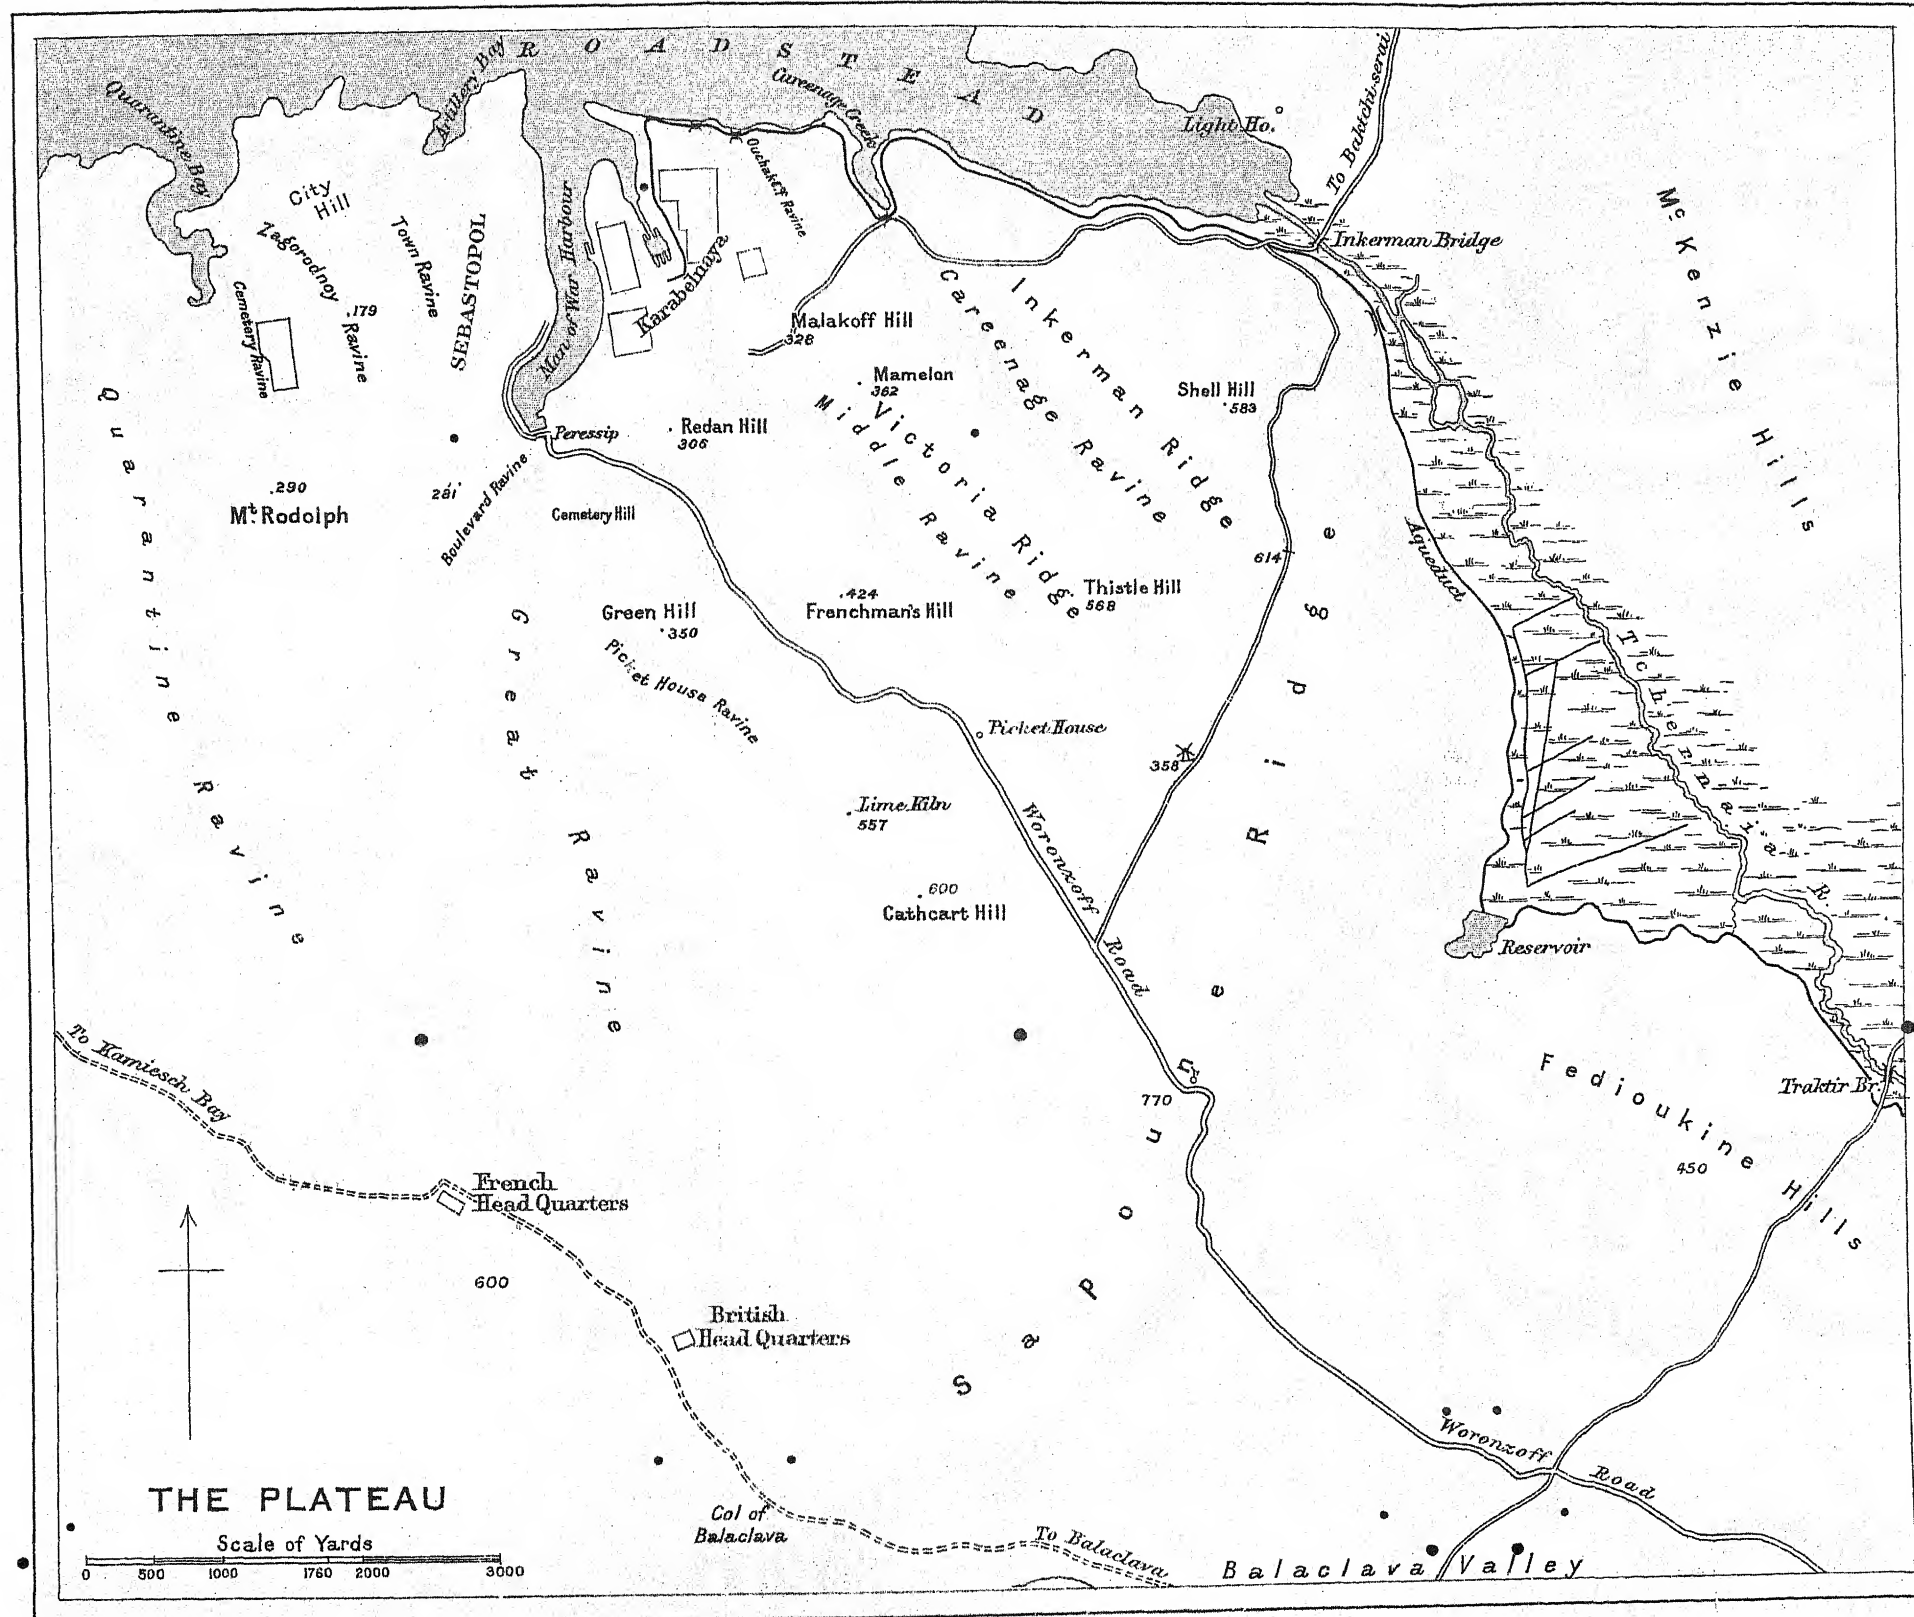 ROADSTEAD
Quarantine Bay
Artillery Bay
Careenage Creek
Light Ho.
To Baktchi-serai
City
Hill
Zagorodnoy
Ravine
Town Ravine
Cemetery Ravine
.179
SEBASTOPOL
Man of War Harbour
Karabelnaya
Ouchakoff Ravine
Inkerman Bridge
McKenzie Hills
Malakoff Hill
328
Mamelon
362
Careenage Ravine
Inkerman Ridge
Shell Hill
583
Redan Hill
306
Peressip
Victoria Ridge
Middle Ravine
Quarantine Ravine
.290
Mt. Rodolph
281
Boulevard Ravine
Cemetery Hill
614
Aqueduct
Thistle Hill
568
.424
Frenchman's Hill
Green Hill
350
Picket House Ravine
Great Ravine
Tchernaia R.
Picket House
358
Lime Kiln
557
600
Cathcart Hill
Woronzoff Road
Reservoir
Sapouné Ridge
770
To Kamiesch Bay
Fedioukine Hills
450
Traktir Br.
French
Head Quarters
600
British
Head Quarters
Woronzoff Road
Col of
Balaclava
To Balaclava
Balaclava Valley
THE PLATEAU
Scale of Yards
0 500 1000 1760 2000 3000